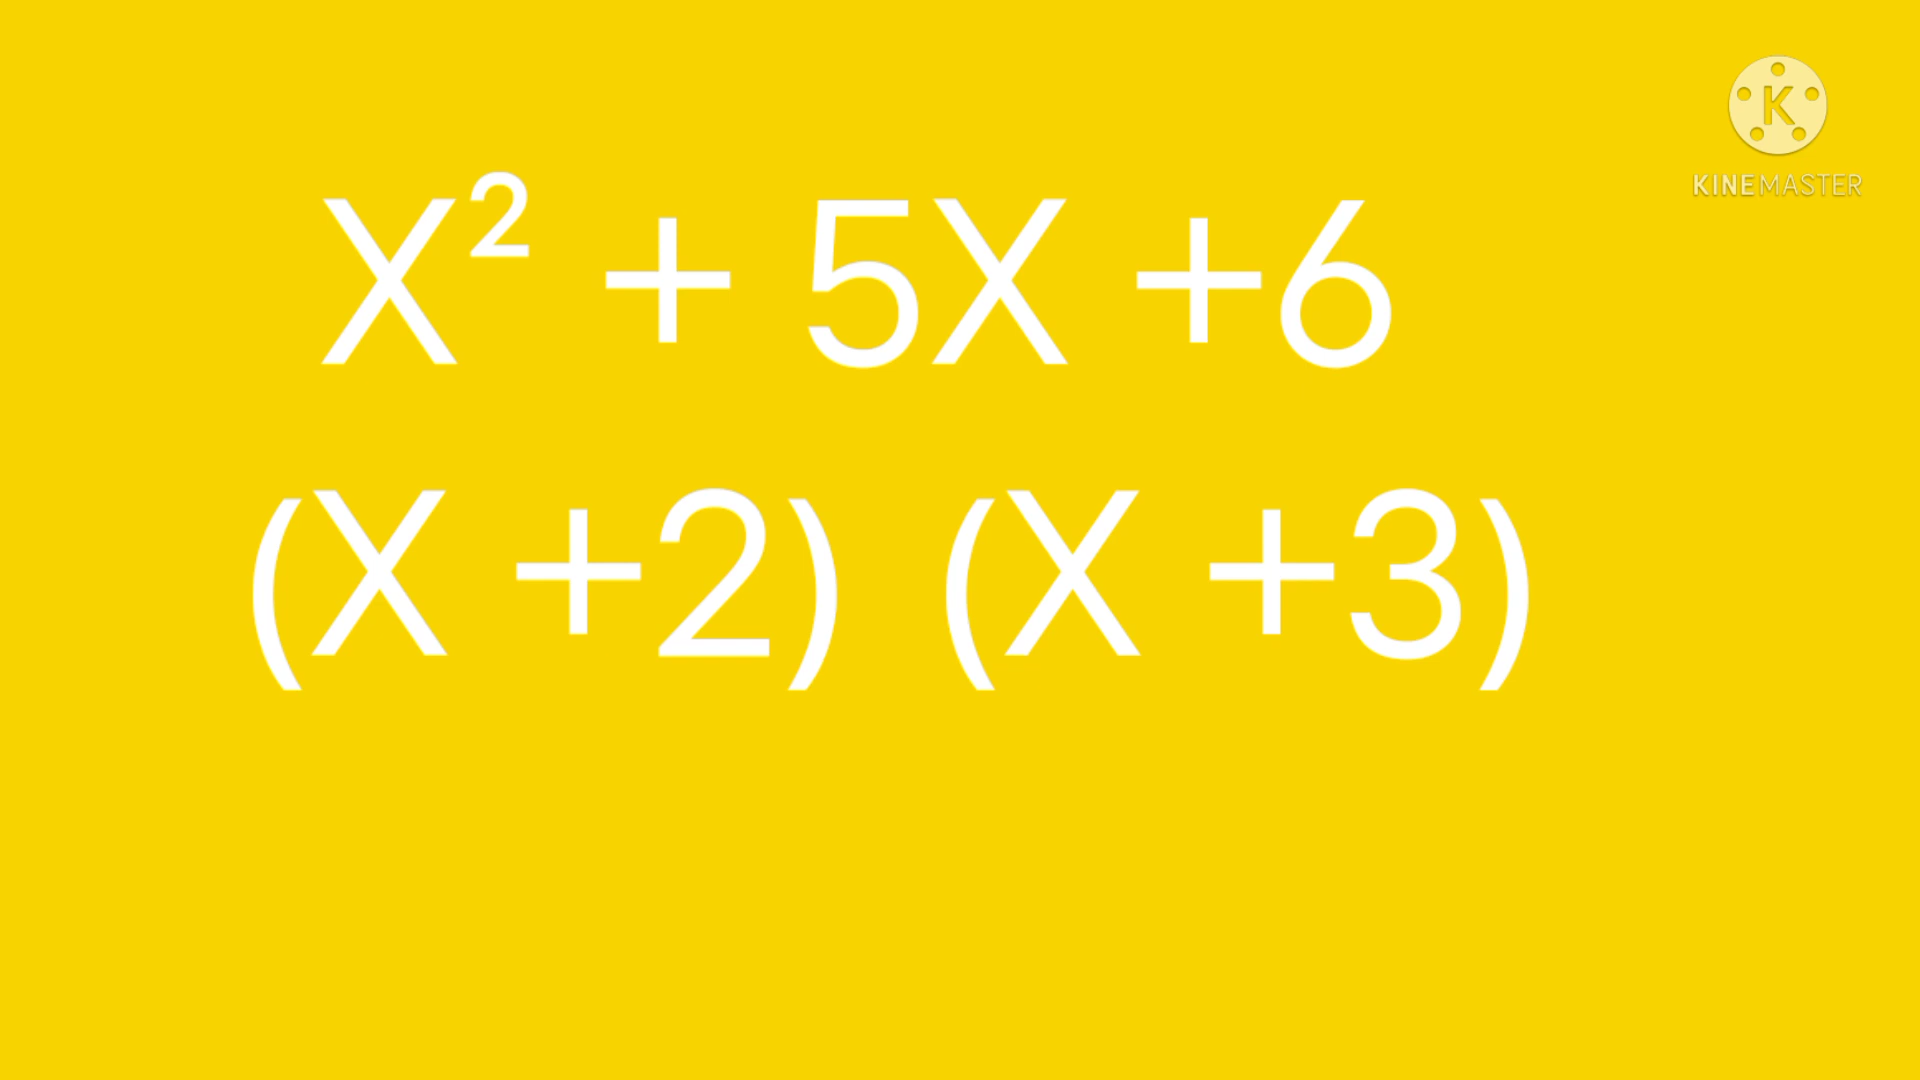 K
KINEMASTER
X² + 5X +6
(X +2) (X +3)